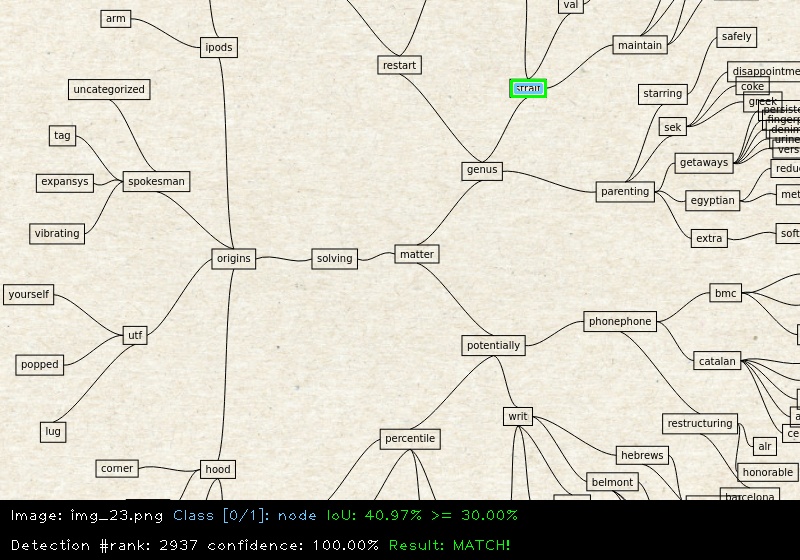 val
arm
safely
ipods
maintain
restart
disappointme
uncategorized
coke
starring
greek
persiste
fingerp
denim
sek
tag
urine
vers
getaways
reduc
genus
expansys
spokesman
parenting
met
egyptian
vibrating
soft
extra
matter
origins
solving
bmc
yourself
phonephone
utf
potentially
catalan
popped
a
writ
restructuring
lug
ce
percentile
hebrews
corner
hood
honorable
belmont
barcelona
Image: img_23.png Class [0/1]: node IoU: 40.97% >= 30.00%
Detection #rank: 2937 confidence: 100.00% Result: MATCH!